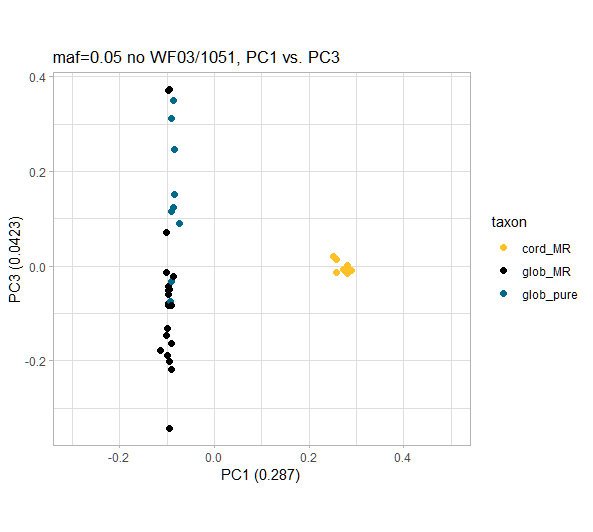 maf=0.05 no WF03/1051, PC1 vs. PC3
0.4
0.2
0.0
-0.2
PC3 (0.0423)
-0.2
0.0
0.2
0.4
PC1 (0.287)
taxon
cord_MR
glob_MR
glob_pure